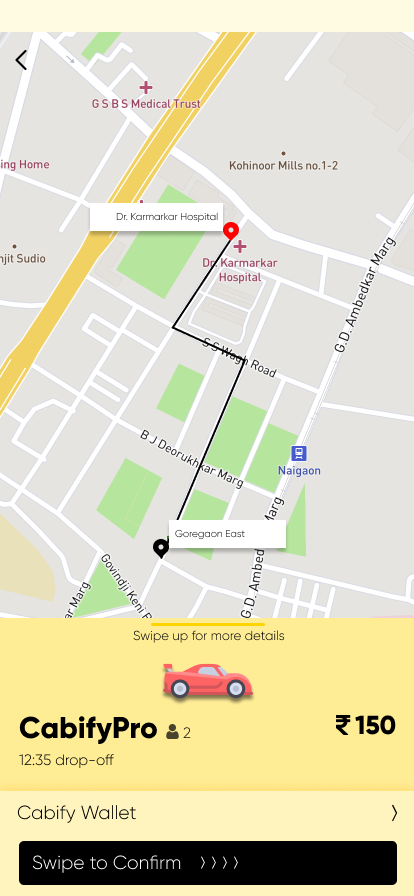 G S B S Medical Trust
ing Home
Kohinoor Mills no.1-2
Dr. Karmarkar Hospital
njit Sudio
Dr. Karmarkar
Hospital
G.D. Ambedkar Marg
S S Wagh Road
B J Deorukhkar Marg
Naigaon
Goregaon East
Govindji Keni R
ar Marg
G.D. Ambed
Marg
Swipe up for more details
CabifyPro 2
₹ 150
12:35 drop-off
Cabify Wallet 〉
Swipe to Confirm 〉〉〉〉